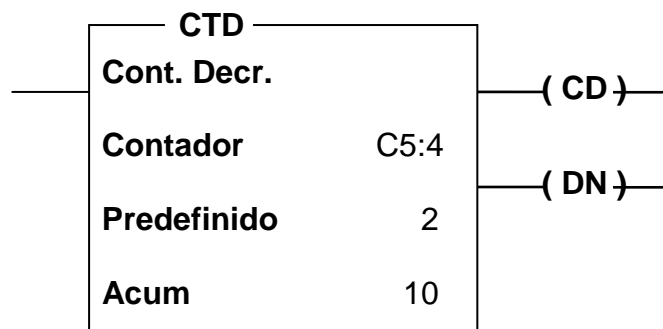 CTD
Cont. Decr.
( CD )
Contador C5:4
( DN )
Predefinido 2
Acum 10